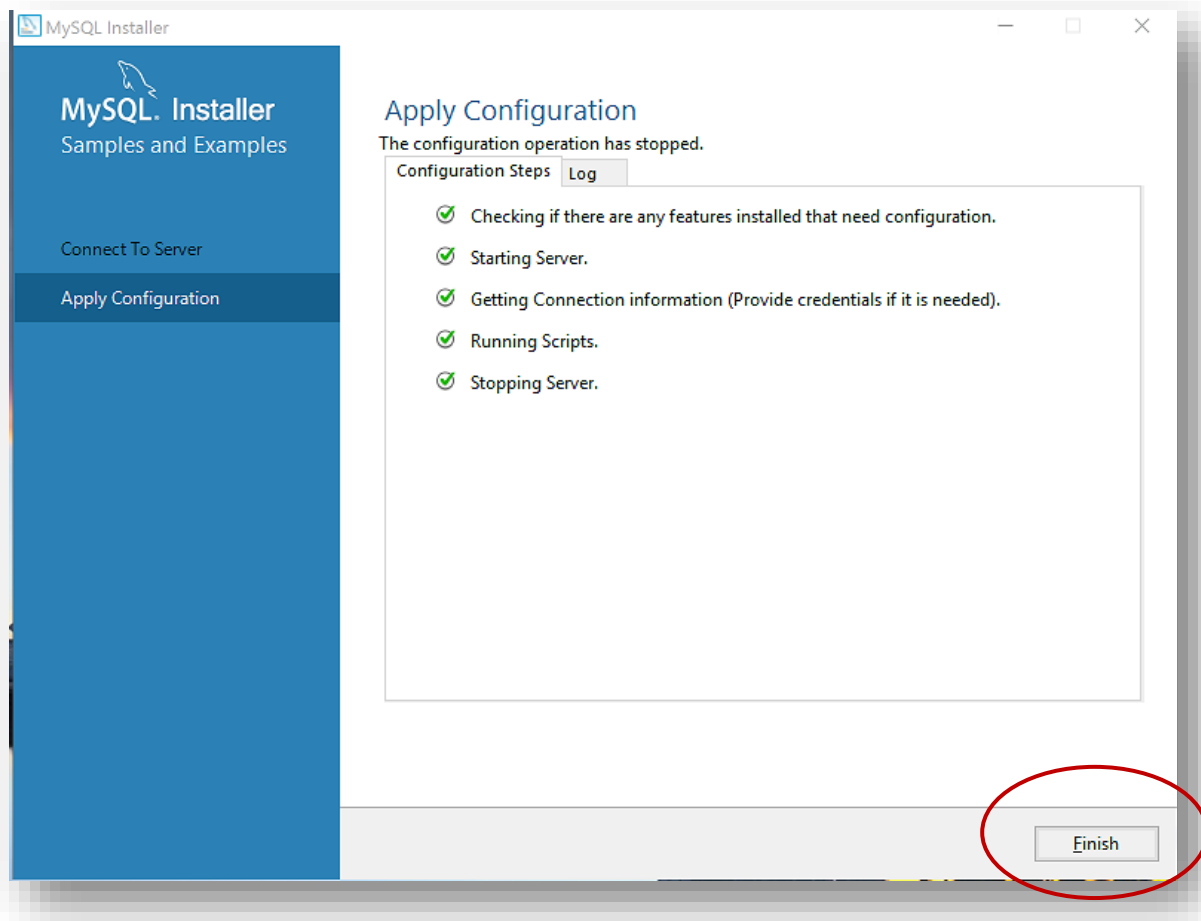 MySQL Installer
MySQL. Installer
Samples and Examples
Connect To Server
Apply Configuration
Apply Configuration
The configuration operation has stopped.
Configuration Steps
Log
Checking if there are any features installed that need configuration.
Starting Server.
Getting Connection information (Provide credentials if it is needed).
Running Scripts.
Stopping Server.
Finish